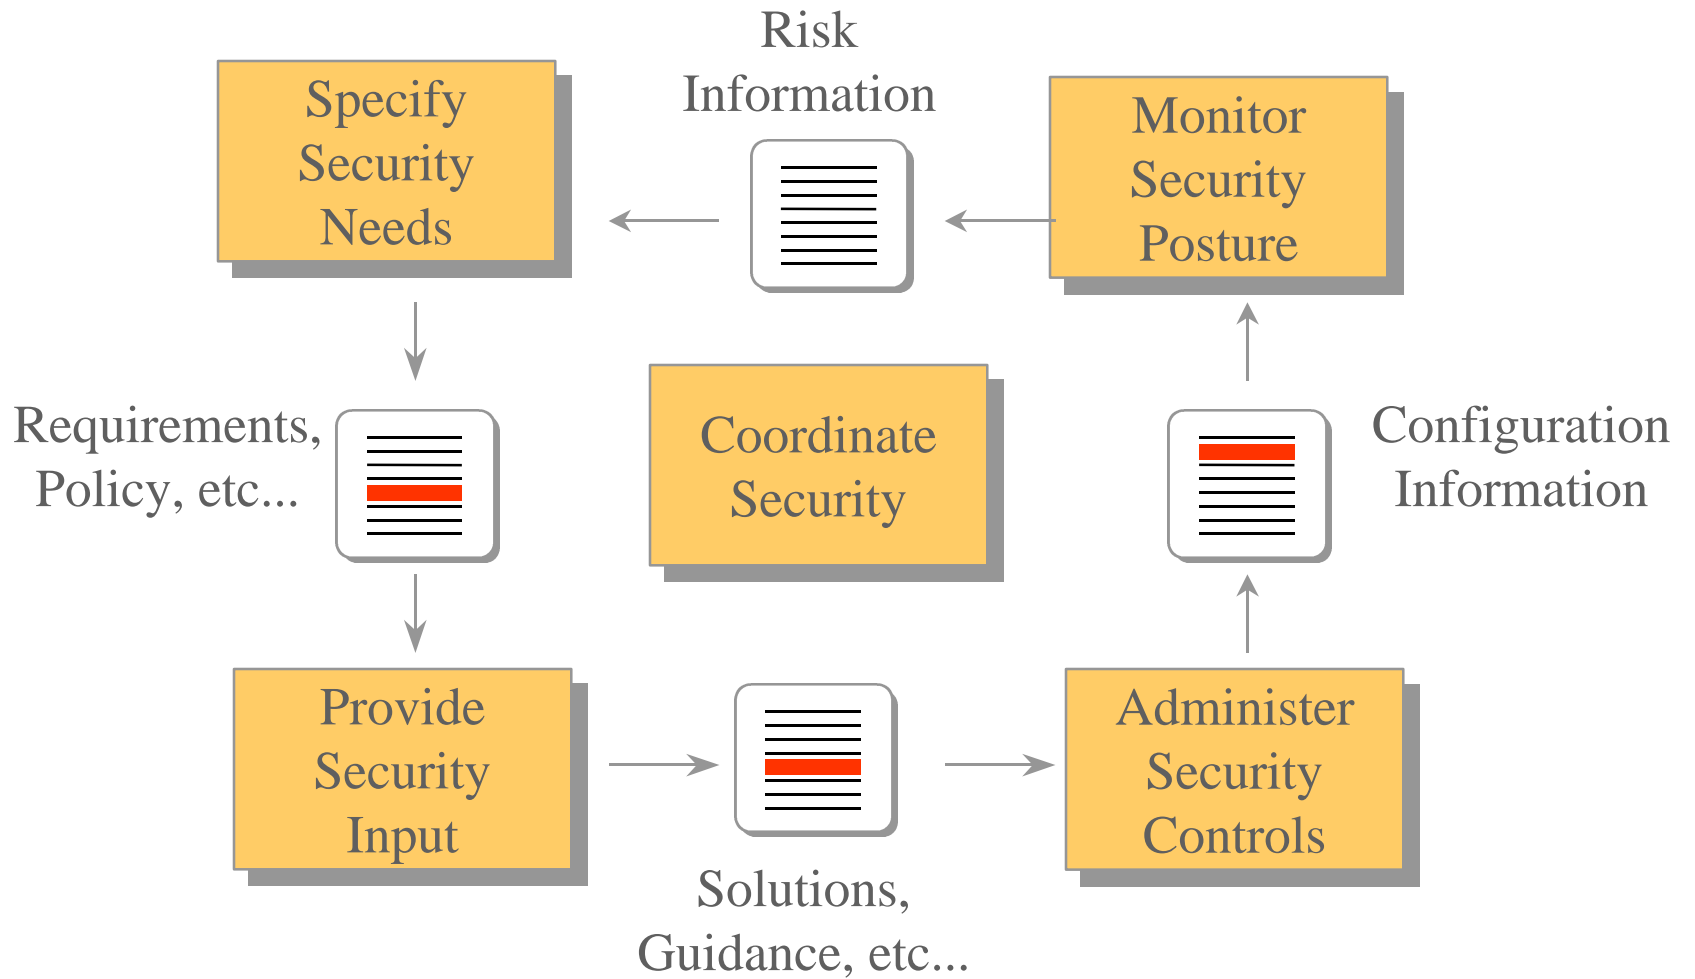 Risk
Information
Specify
Security
Needs
Monitor
Security
Posture
Requirements,
Policy, etc...
Coordinate
Security
Configuration
Information
Provide
Security
Input
Administer
Security
Controls
Solutions,
Guidance, etc...